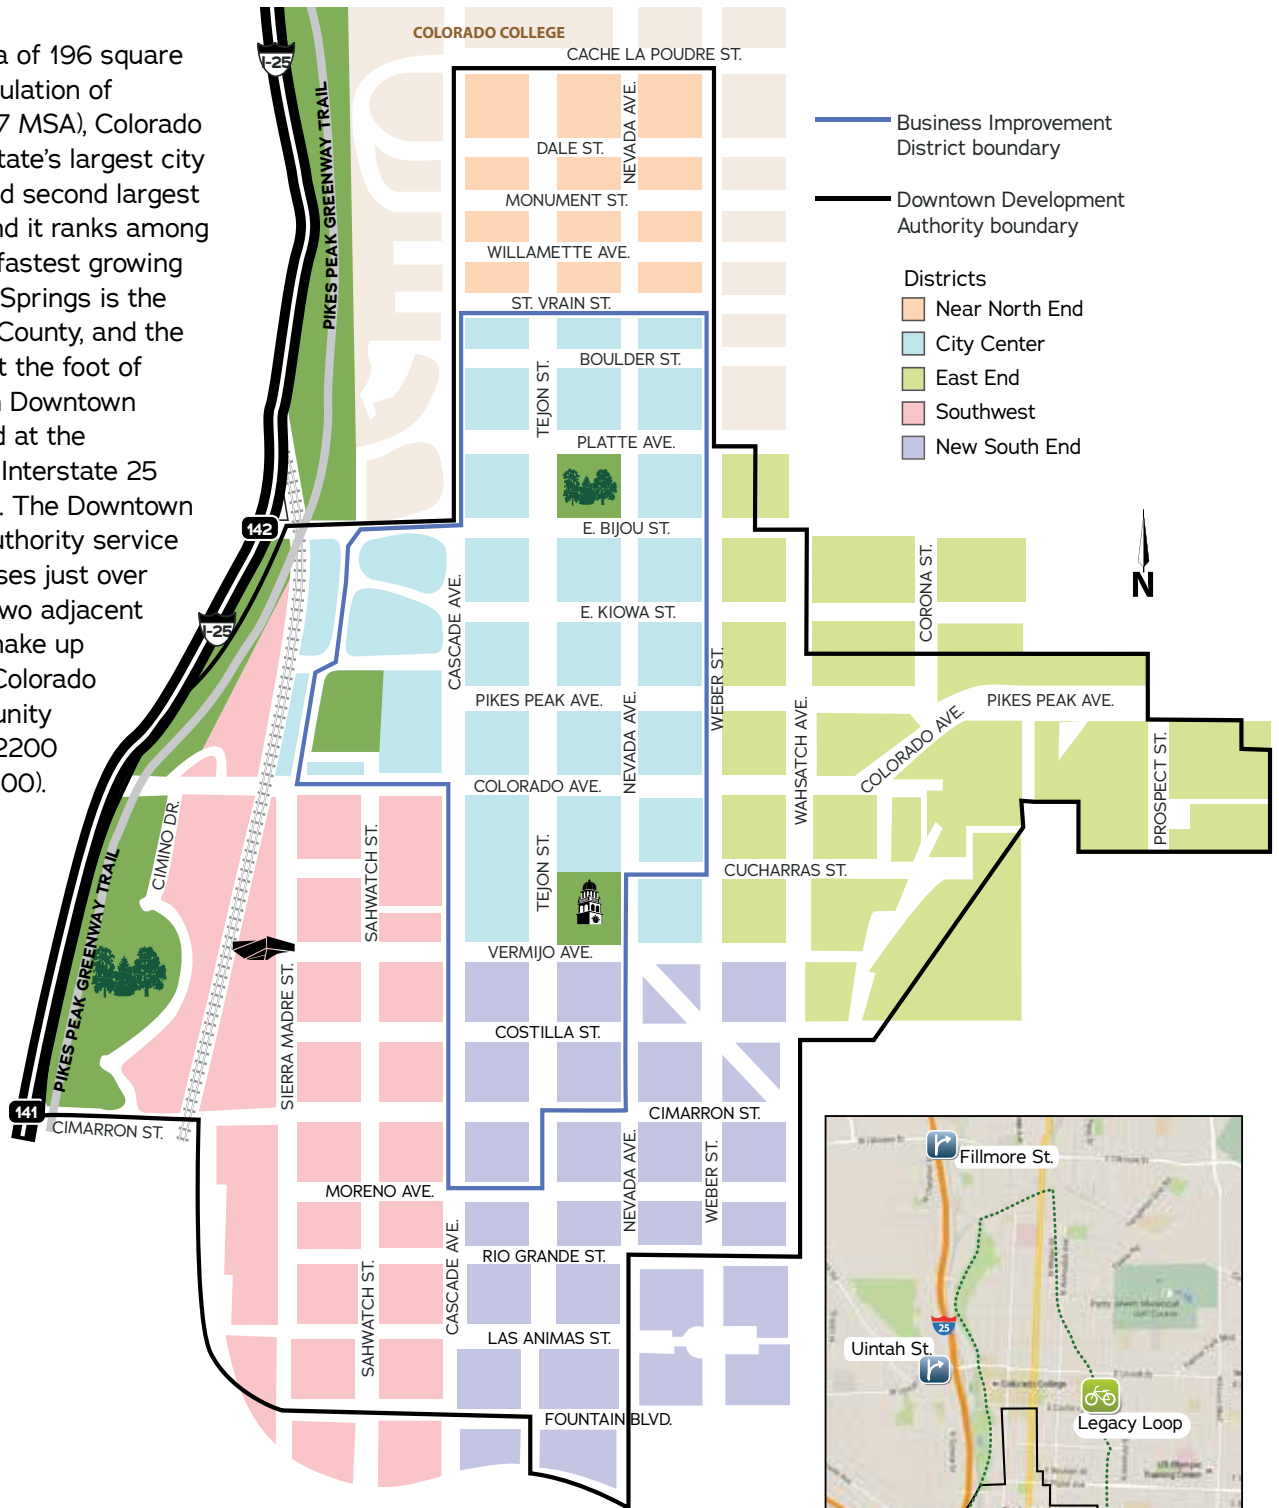 a of 196 square
ulation of
7 MSA), Colorado
tate's largest city
d second largest
nd it ranks among
fastest growing
Springs is the
County, and the
t the foot of
n Downtown
d at the
Interstate 25
. The Downtown
uthority service
ses just over
wo adjacent
nake up
Colorado
unity
2200
00).
COLORADO COLLEGE
CACHE LA POUDRE ST.
I-25
PIKES PEAK GREENWAY TRAIL
NEVADA AVE.
DALE ST.
MONUMENT ST.
WILLAMETTE AVE.
ST. VRAIN ST.
BOULDER ST.
TEJON ST.
PLATTE AVE.
E. BIJOU ST.
142
E. KIOWA ST.
CASCADE AVE.
I-25
PIKES PEAK AVE.
NEVADA AVE.
WEBER ST.
WAHSATCH AVE.
CORONA ST.
COLORADO AVE.
PIKES PEAK AVE.
PROSPECT ST.
COLORADO AVE.
CIMINO DR.
SAHWATCH ST.
TEJON ST.
CUCHARRAS ST.
PIKES PEAK GREENWAY TRAIL
VERMIJO AVE.
SIERRA MADRE ST.
COSTILLA ST.
141
CIMARRON ST.
CIMARRON ST.
MORENO AVE.
NEVADA AVE.
WEBER ST.
CASCADE AVE.
RIO GRANDE ST.
SAHWATCH ST.
LAS ANIMAS ST.
FOUNTAIN BLVD.
Business Improvement
District boundary
Downtown Development
Authority boundary
Districts
Near North End
City Center
East End
Southwest
New South End
N
Fillmore St.
25
Uintah St.
Colorado College
Legacy Loop